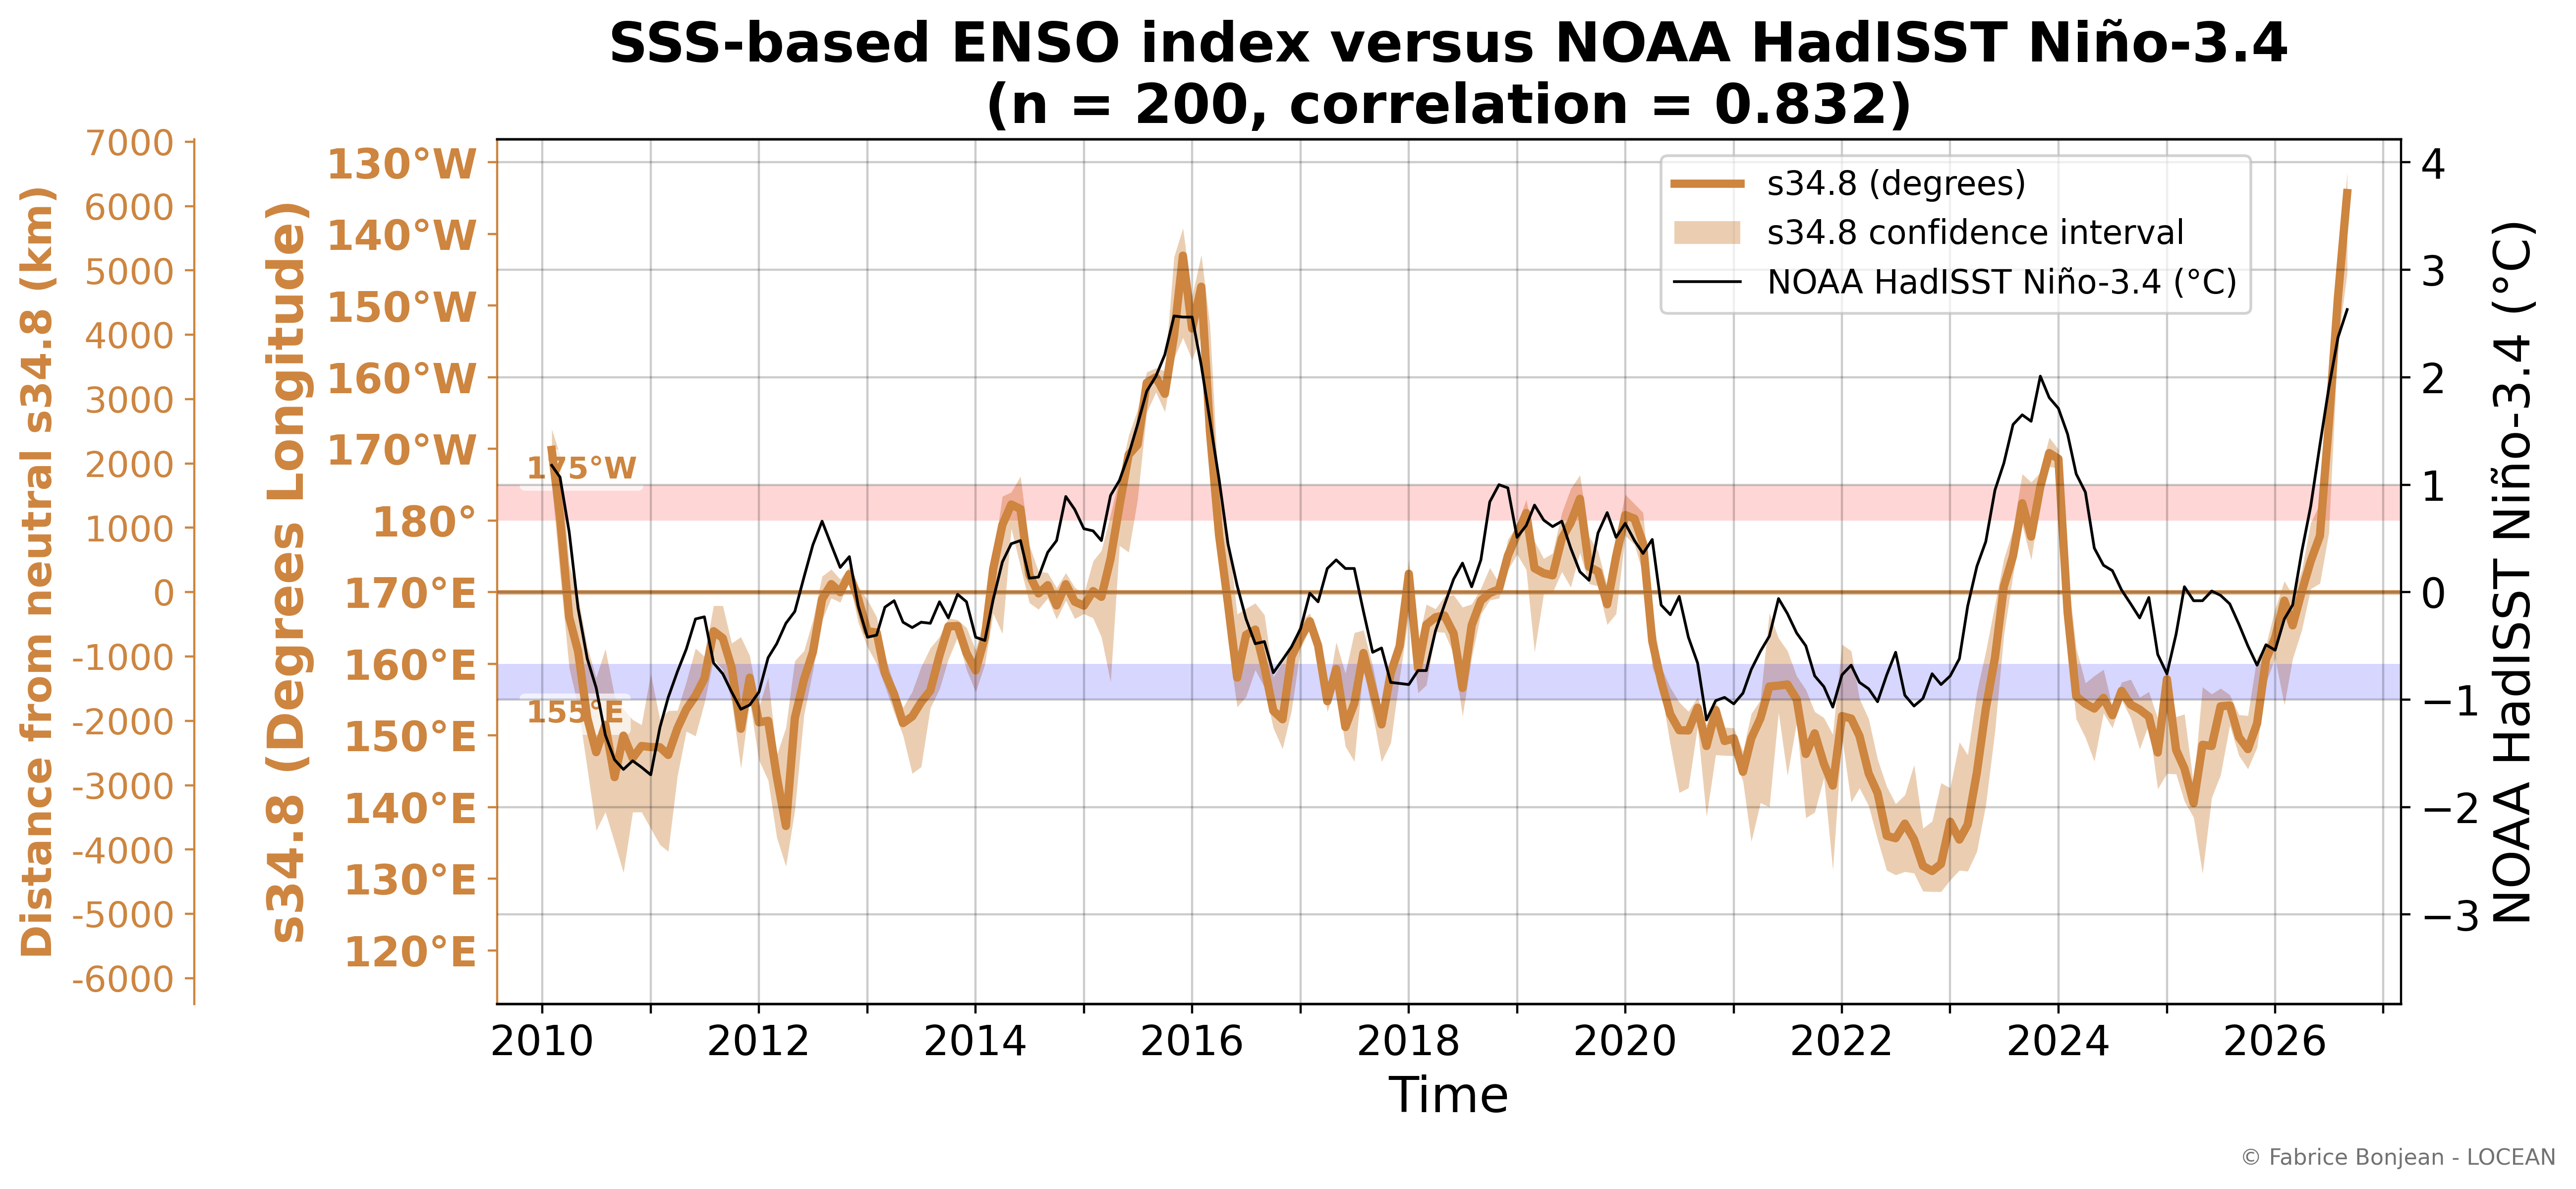 SSS-based ENSO index versus NOAA HadISST Niño-3.4
(n = 200, correlation = 0.832)
Distance from neutral s34.8 (km)
7000
6000
5000
4000
3000
2000
1000
0
-1000
-2000
-3000
-4000
-5000
-6000
s34.8 (Degrees Longitude)
130°W
140°W
150°W
160°W
170°W
180°
170°E
160°E
150°E
140°E
130°E
120°E
175°W
155°E
s34.8 (degrees)
s34.8 confidence interval
NOAA HadISST Niño-3.4 (°C)
4
3
2
1
0
−1
−2
−3
NOAA HadISST Niño-3.4 (°C)
2010 2012 2014 2016 2018 2020 2022 2024 2026
Time
© Fabrice Bonjean - LOCEAN